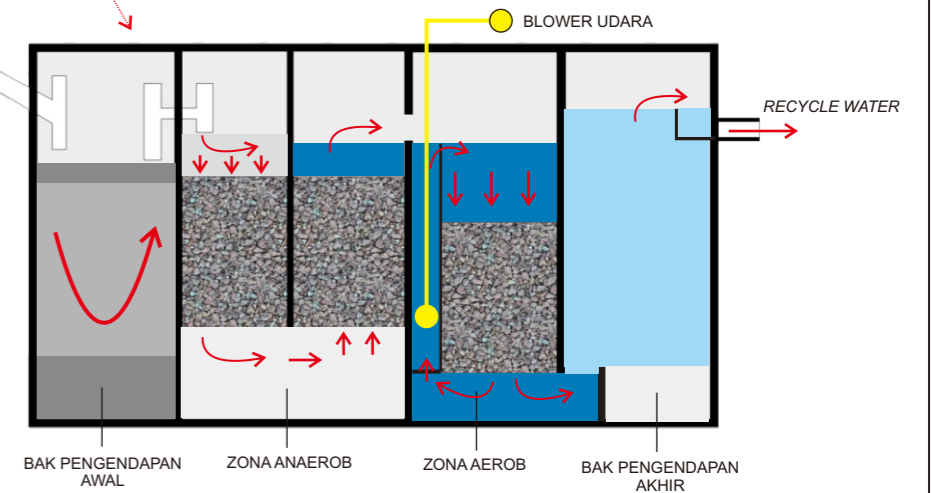 BLOWER UDARA
RECYCLE WATER
BAK PENGENDAPAN
AWAL
ZONA ANAEROB
ZONA AEROB
BAK PENGENDAPAN
AKHIR